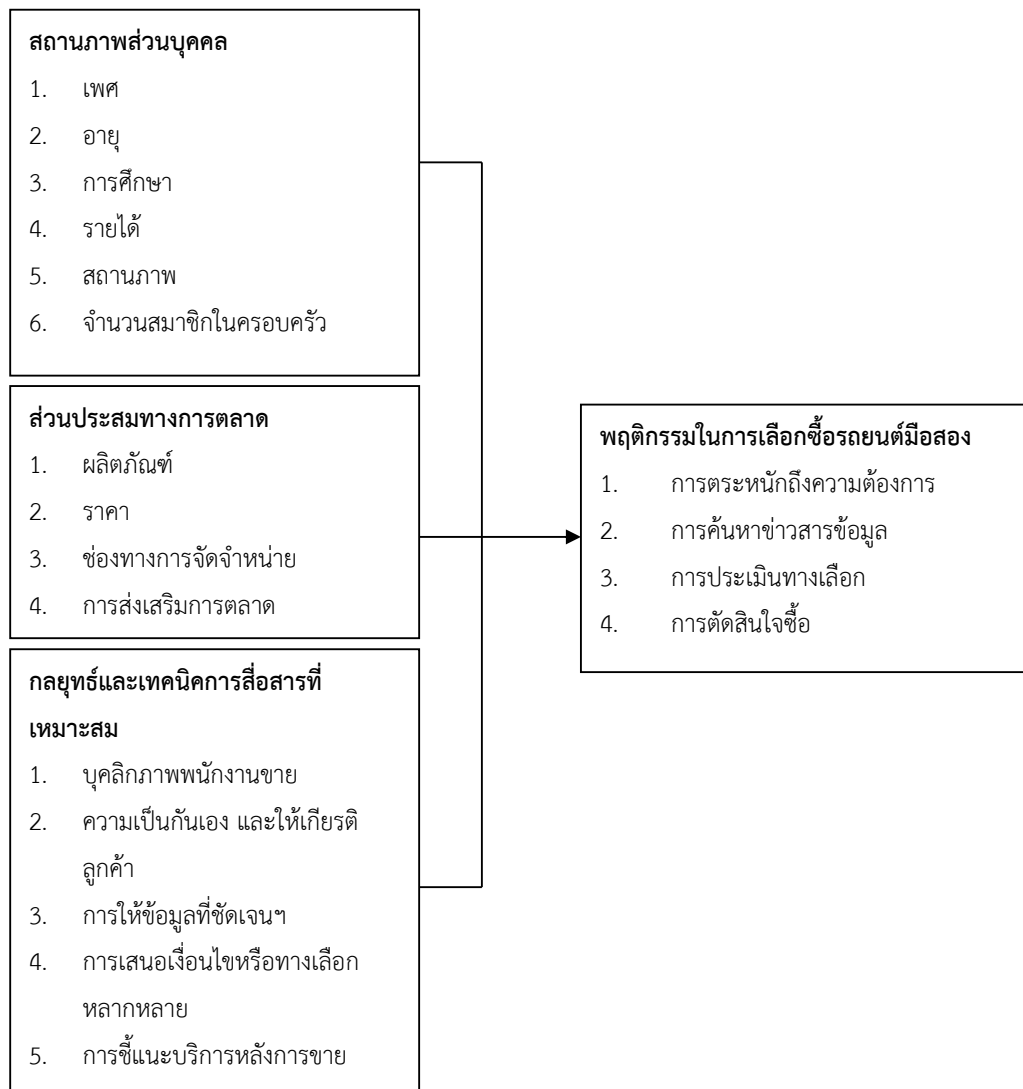 สถานภาพส่วนบุคคล
1. เพศ
2. อายุ
3. การศึกษา
4. รายได้
5. สถานภาพ
6. จำนวนสมาชิกในครอบครัว
ส่วนประสมทางการตลาด
1. ผลิตภัณฑ์
2. ราคา
3. ช่องทางการจัดจำหน่าย
4. การส่งเสริมการตลาด
กลยุทธ์และเทคนิคการสื่อสารที่
เหมาะสม
1. บุคลิกภาพพนักงานขาย
2. ความเป็นกันเอง และให้เกียรติ
ลูกค้า
3. การให้ข้อมูลที่ชัดเจนฯ
4. การเสนอเงื่อนไขหรือทางเลือก
หลากหลาย
5. การชี้แนะบริการหลังการขาย
พฤติกรรมในการเลือกซื้อรถยนต์มือสอง
1. การตระหนักถึงความต้องการ
2. การค้นหาข่าวสารข้อมูล
3. การประเมินทางเลือก
4. การตัดสินใจซื้อ